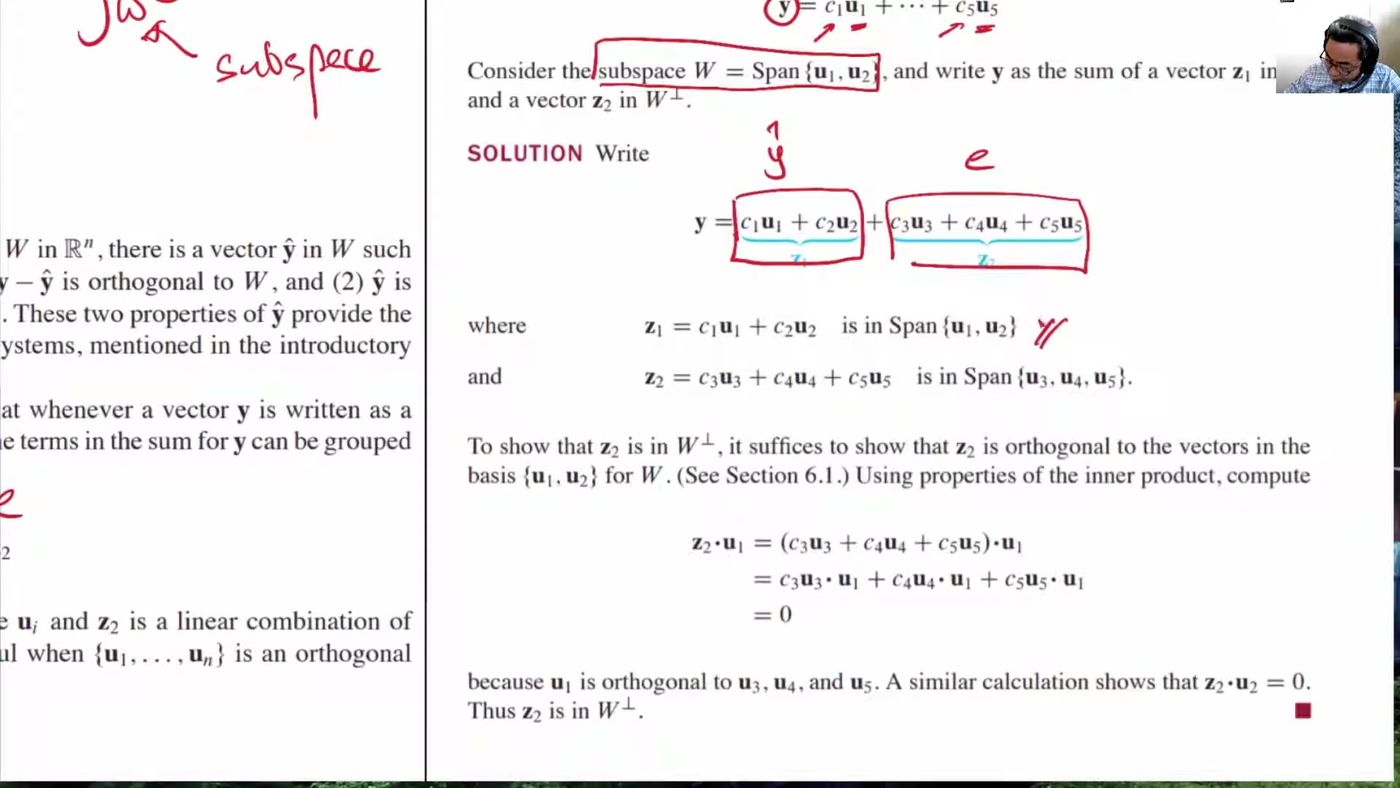 W
subspece
W in ℝⁿ, there is a vector ŷ in W such
y − ŷ is orthogonal to W, and (2) ŷ is
. These two properties of ŷ provide the
ystems, mentioned in the introductory
at whenever a vector y is written as a
e terms in the sum for y can be grouped
e
2
e uᵢ and z₂ is a linear combination of
ul when {u₁, . . . , uₙ} is an orthogonal
y = c₁u₁ + ··· + c₅u₅
Consider the subspace W = Span {u₁, u₂}, and write y as the sum of a vector z₁ in
and a vector z₂ in W⊥.
SOLUTION Write
ŷ e
y = c₁u₁ + c₂u₂ + c₃u₃ + c₄u₄ + c₅u₅
z₁ z₂
where z₁ = c₁u₁ + c₂u₂ is in Span {u₁, u₂}
and z₂ = c₃u₃ + c₄u₄ + c₅u₅ is in Span {u₃, u₄, u₅}.
To show that z₂ is in W⊥, it suffices to show that z₂ is orthogonal to the vectors in the
basis {u₁, u₂} for W. (See Section 6.1.) Using properties of the inner product, compute
z₂·u₁ = (c₃u₃ + c₄u₄ + c₅u₅)·u₁
= c₃u₃·u₁ + c₄u₄·u₁ + c₅u₅·u₁
= 0
because u₁ is orthogonal to u₃, u₄, and u₅. A similar calculation shows that z₂·u₂ = 0.
Thus z₂ is in W⊥.